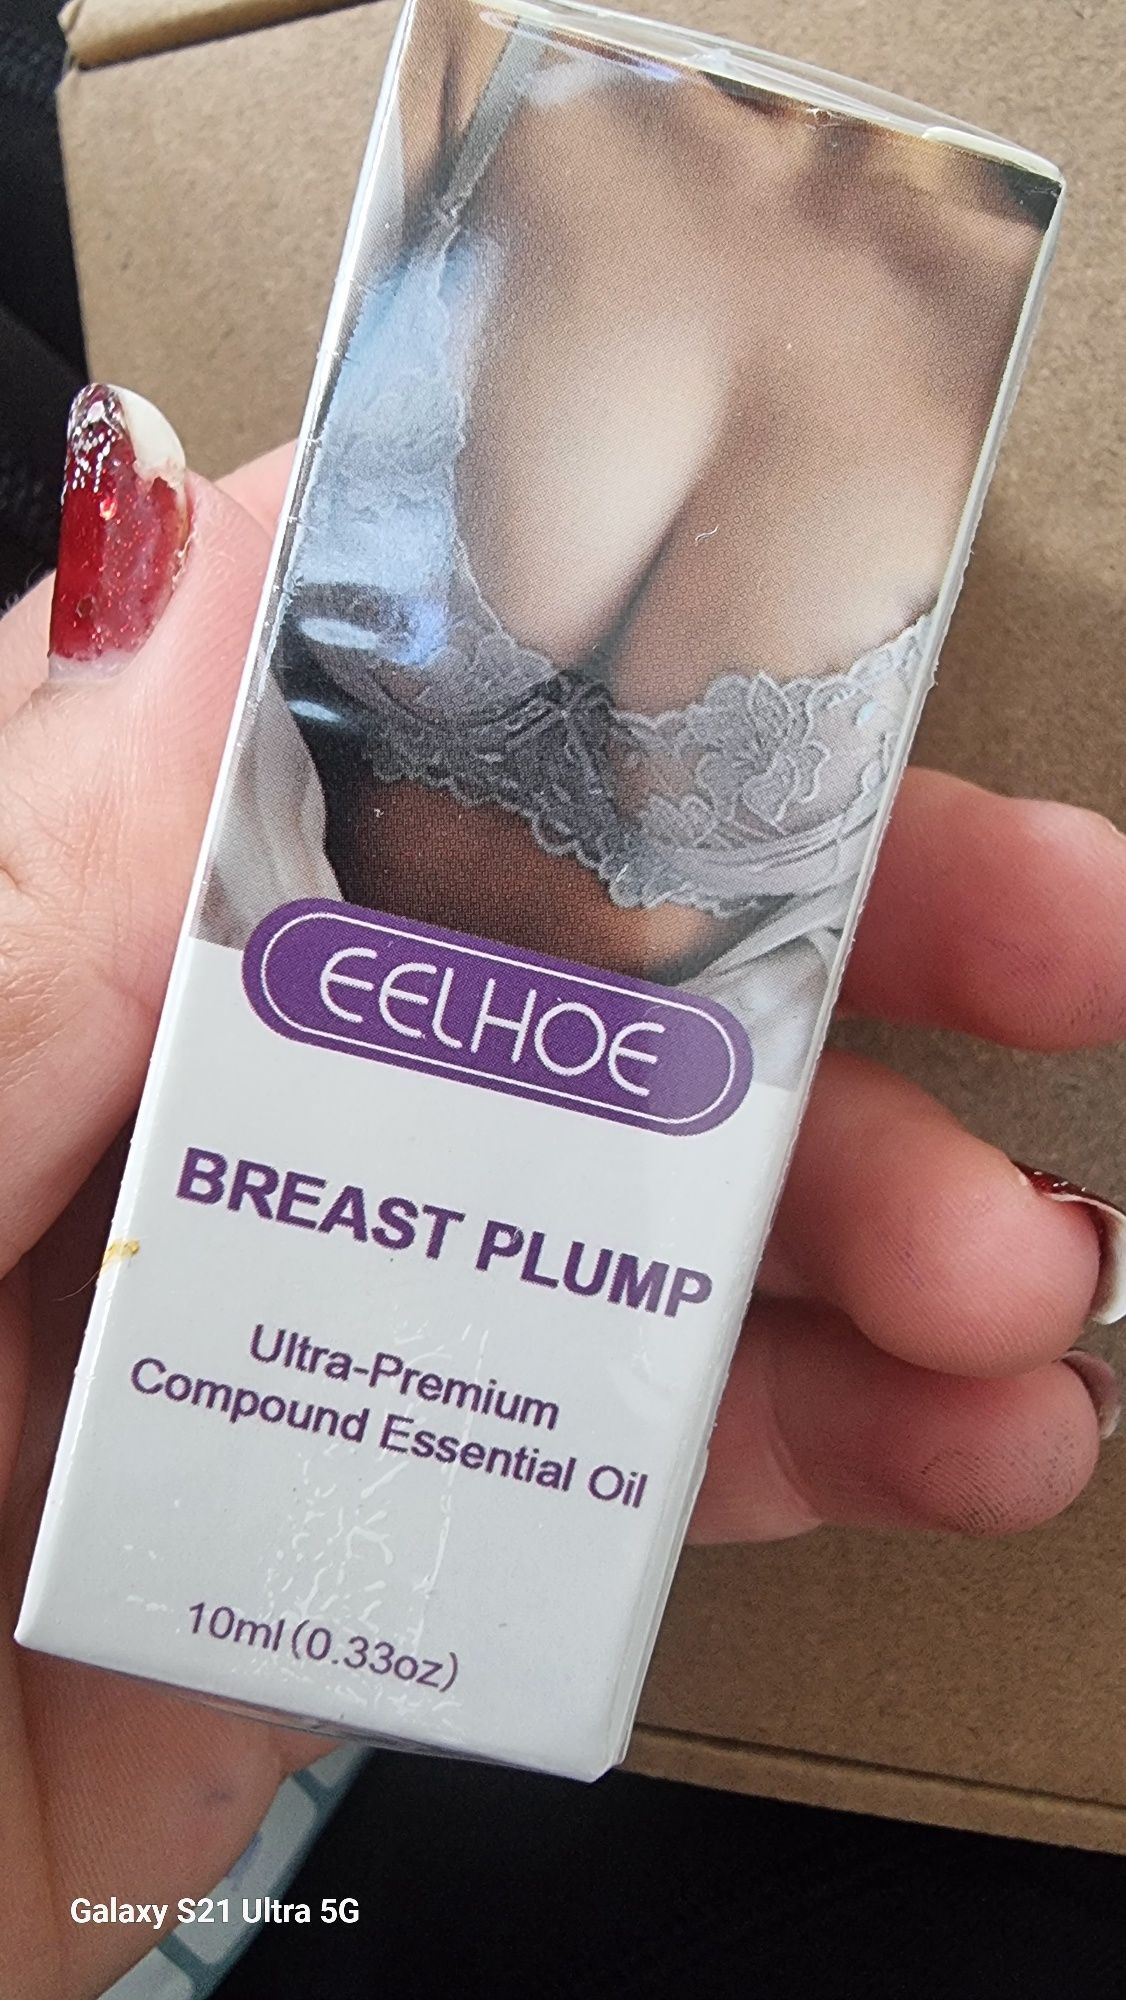 EELHOE
BREAST PLUMP
Ultra-Premium
Compound Essential Oil
10ml(0.33oz)
Galaxy S21 Ultra 5G